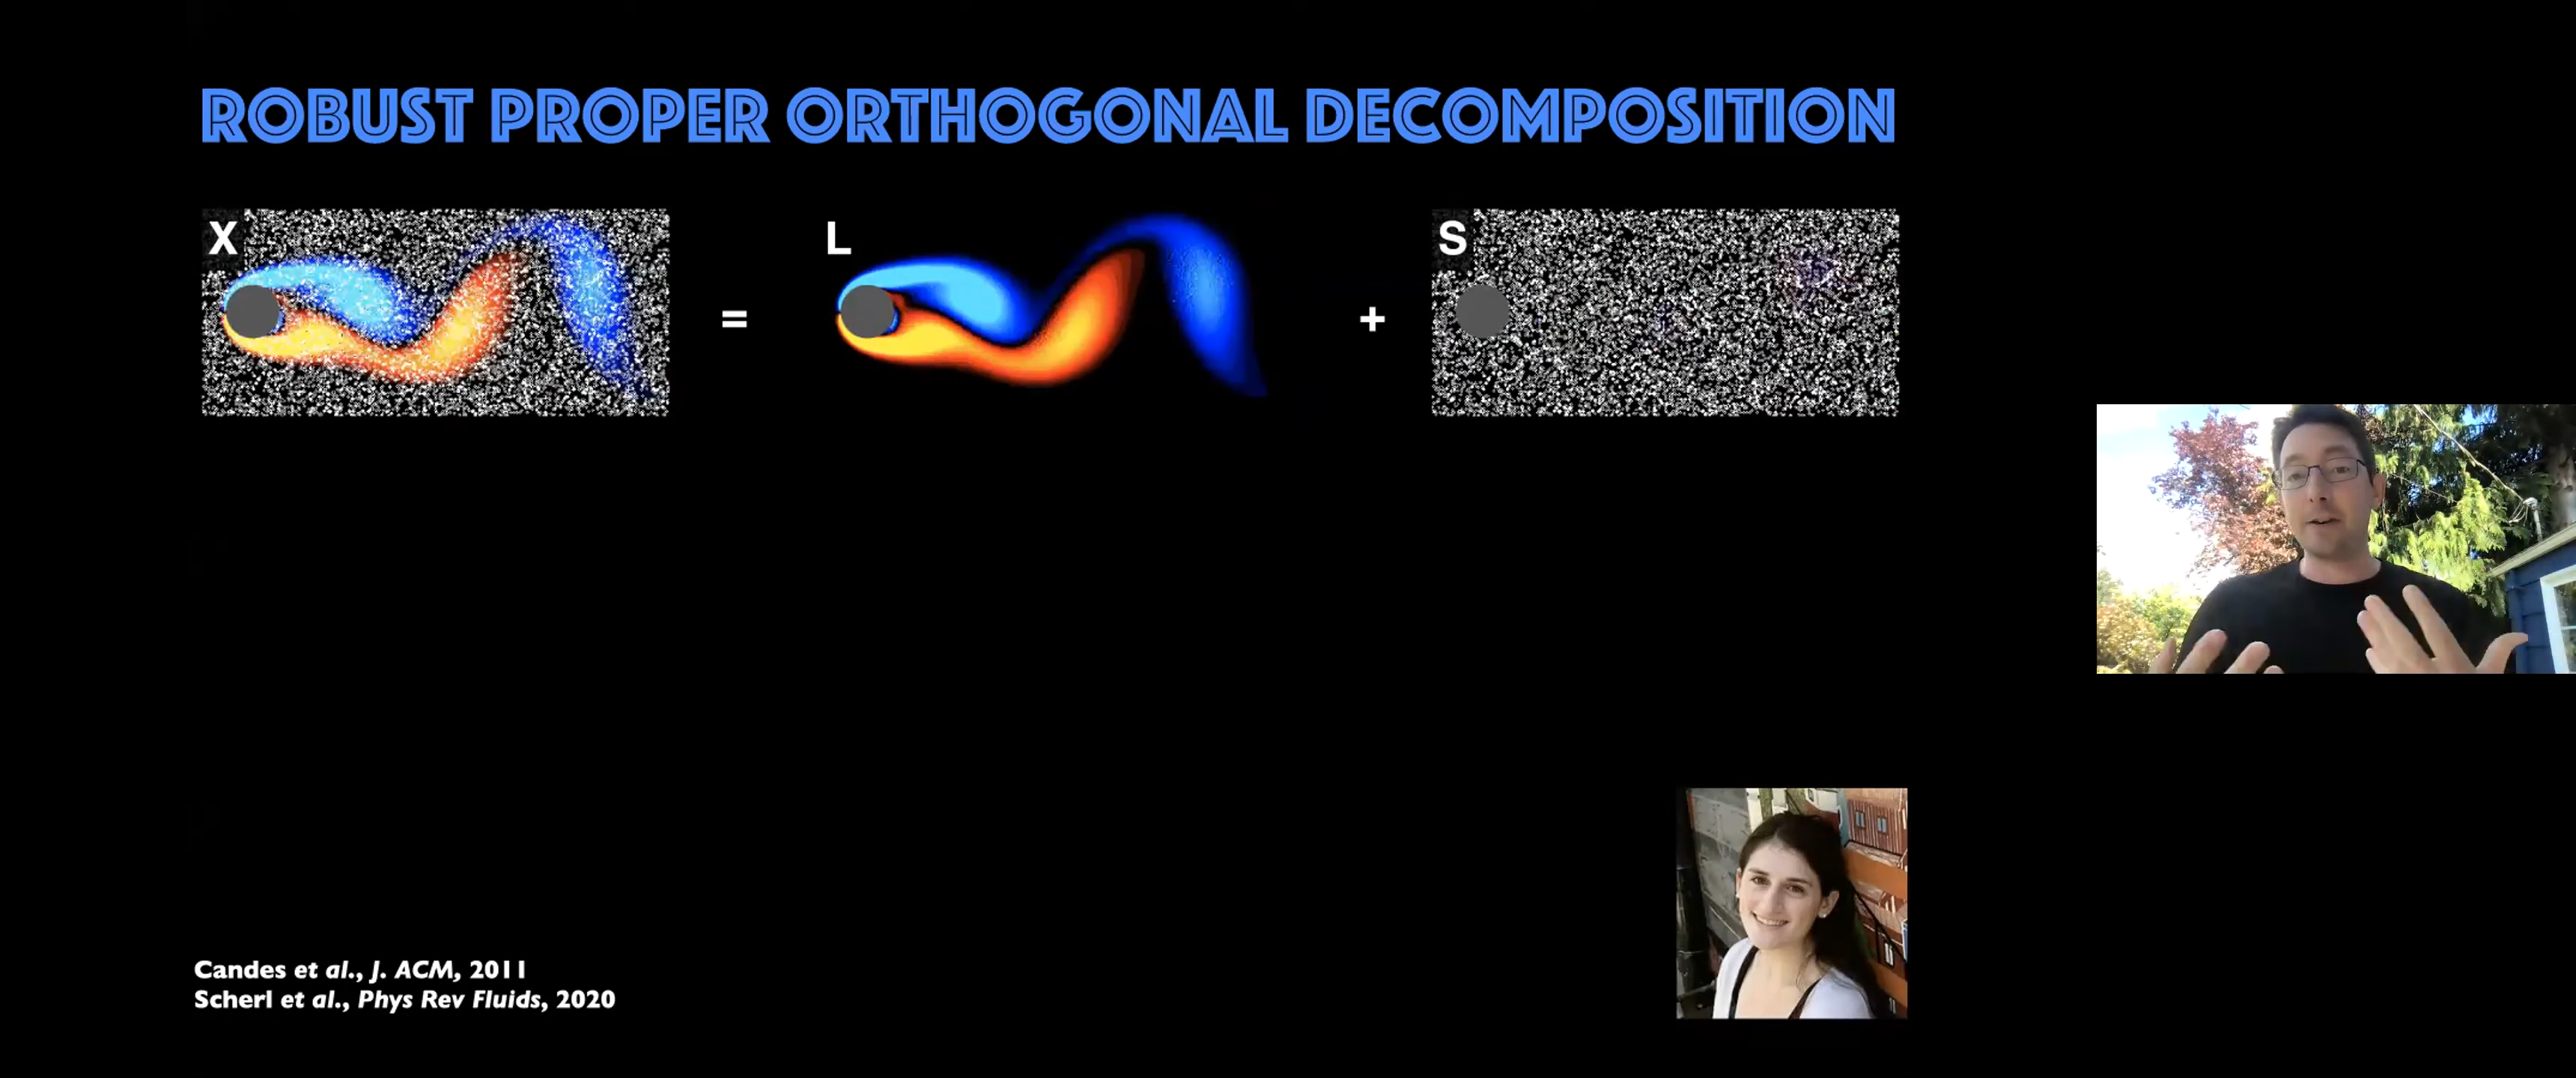 ROBUST PROPER ORTHOGONAL DECOMPOSITION
X = L + S
Candes et al., J. ACM, 2011
Scherl et al., Phys Rev Fluids, 2020